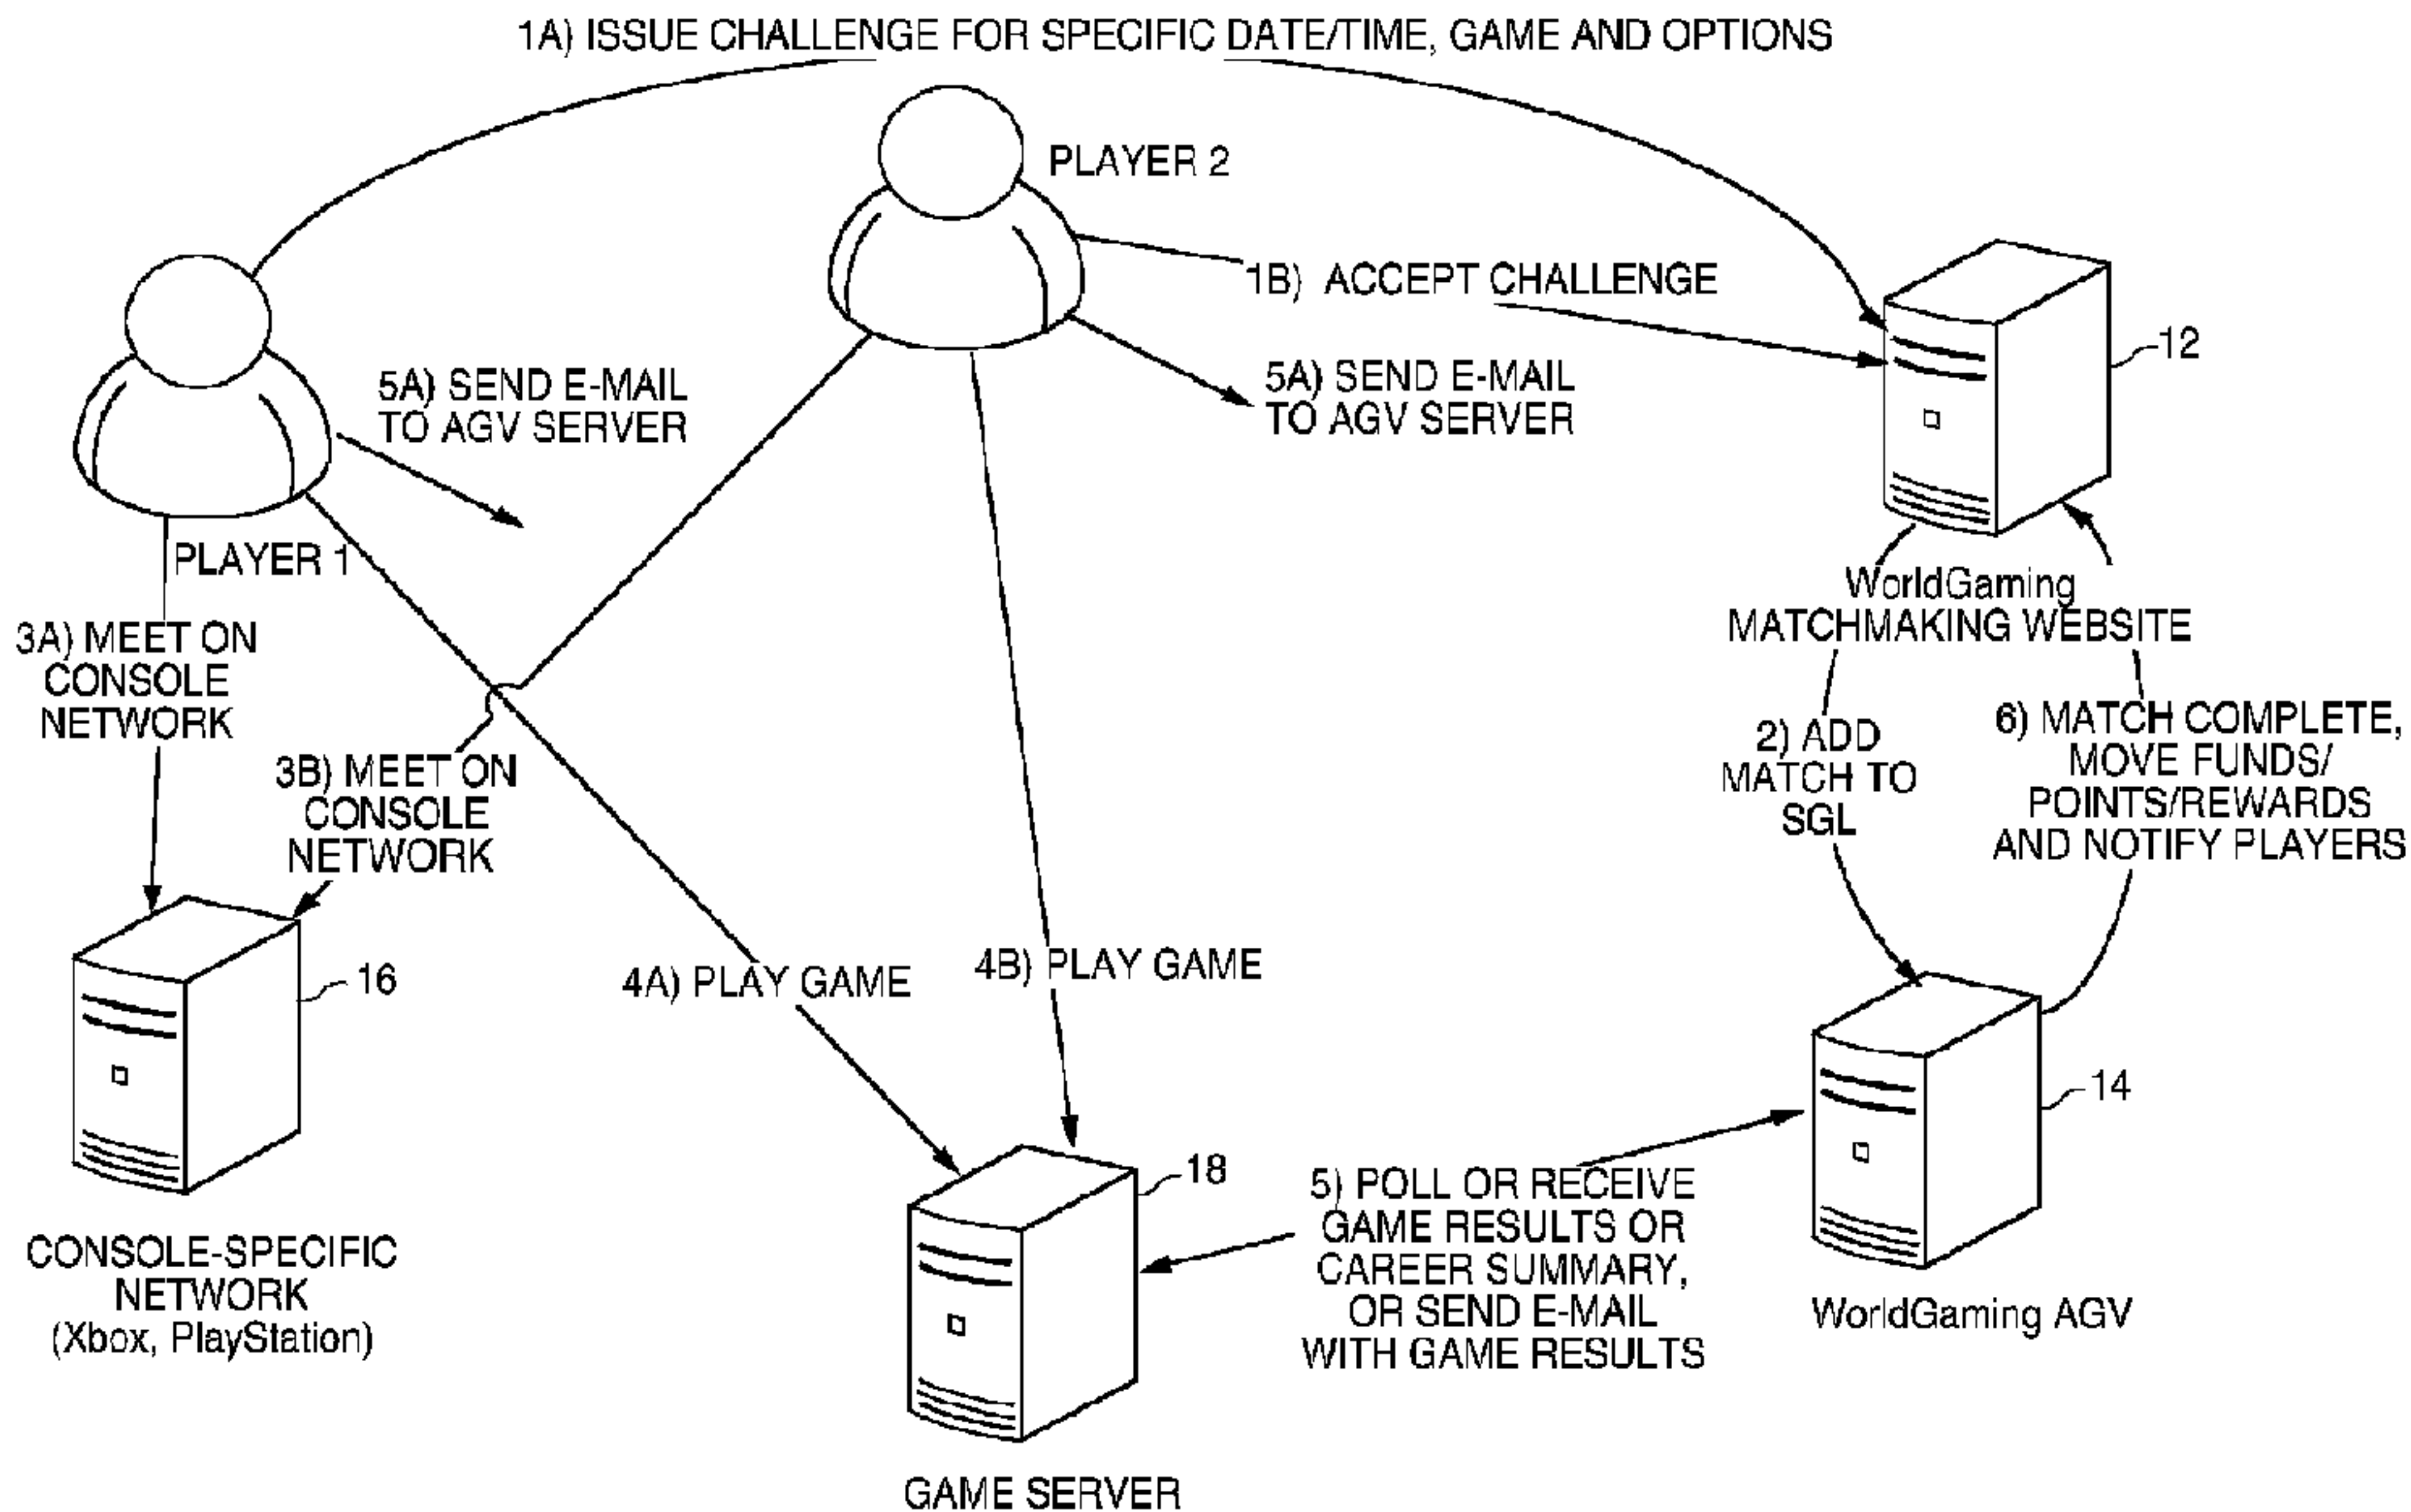 1A) ISSUE CHALLENGE FOR SPECIFIC DATE/TIME, GAME AND OPTIONS
PLAYER 2
1B) ACCEPT CHALLENGE
12
5A) SEND E-MAIL
TO AGV SERVER
5A) SEND E-MAIL
TO AGV SERVER
PLAYER 1
WorldGaming
MATCHMAKING WEBSITE
3A) MEET ON
CONSOLE
NETWORK
3B) MEET ON
CONSOLE
NETWORK
2) ADD
MATCH TO
SGL
6) MATCH COMPLETE,
MOVE FUNDS/
POINTS/REWARDS
AND NOTIFY PLAYERS
16
4A) PLAY GAME
4B) PLAY GAME
14
18
5) POLL OR RECEIVE
GAME RESULTS OR
CAREER SUMMARY,
OR SEND E-MAIL
WITH GAME RESULTS
CONSOLE-SPECIFIC
NETWORK
(Xbox, PlayStation)
WorldGaming AGV
GAME SERVER